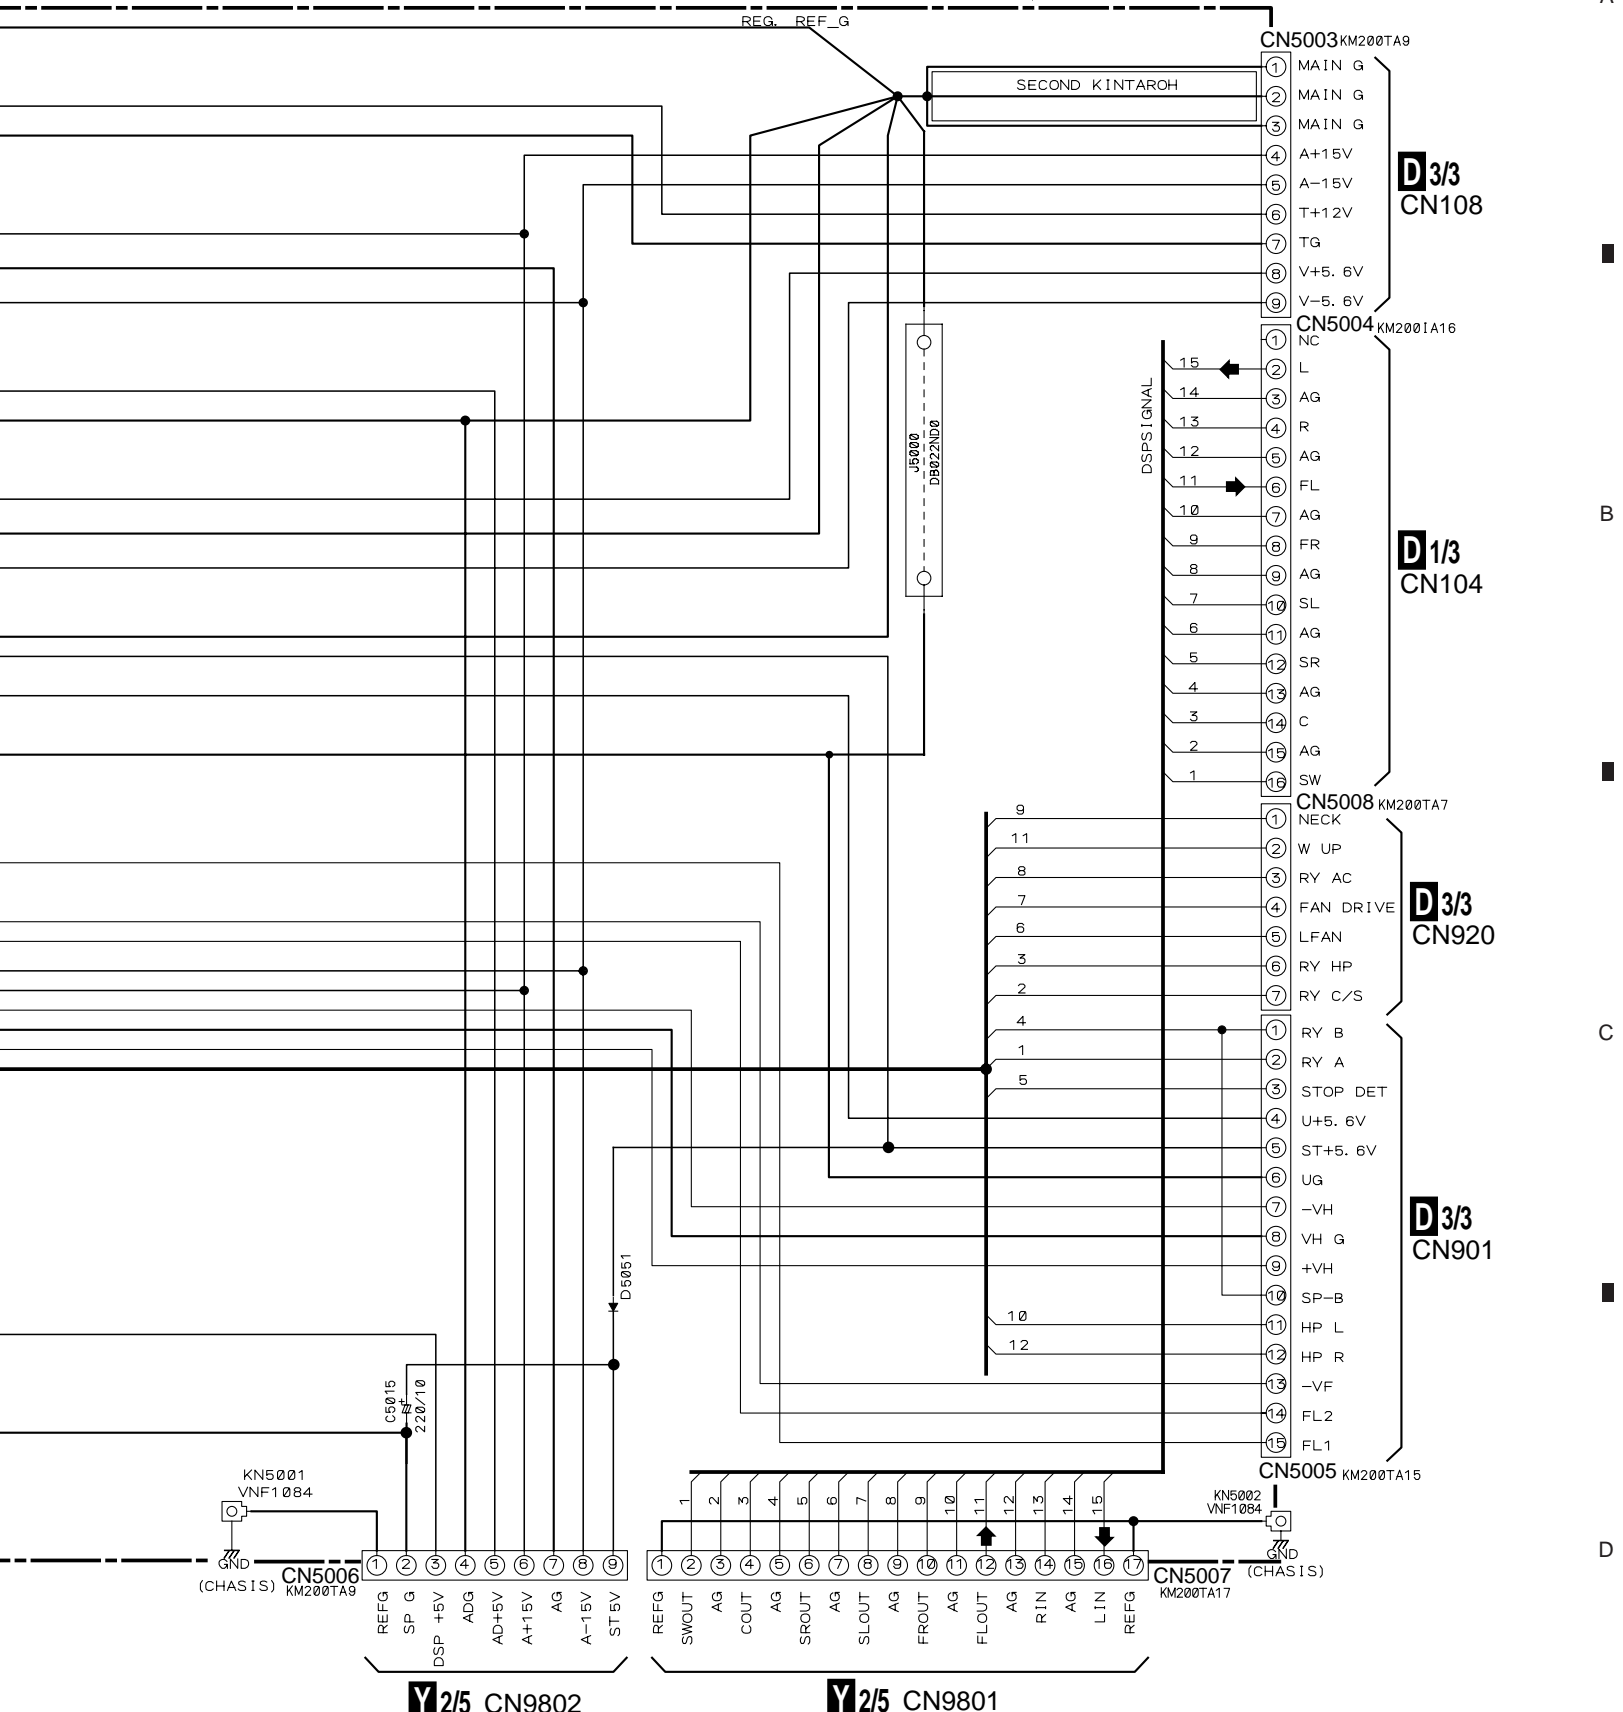 REG. REF_G
CN5003 KM200TA9
SECOND KINTAROH
1 MAIN G
2 MAIN G
3 MAIN G
4 A+15V
5 A-15V
6 T+12V
7 TG
8 V+5.6V
9 V-5.6V
D 3/3
CN108
CN5004 KM200IA16
DSPSIGNAL
1 NC
15 2 L
14 3 AG
13 4 R
12 5 AG
11 6 FL
10 7 AG
9 8 FR
8 9 AG
7 10 SL
6 11 AG
5 12 SR
4 13 AG
3 14 C
2 15 AG
1 16 SW
D 1/3
CN104
J5000
DB022ND0
CN5008 KM200TA7
9 1 NECK
11 2 W UP
8 3 RY AC
7 4 FAN DRIVE
6 5 LFAN
3 6 RY HP
2 7 RY C/S
D 3/3
CN920
4 1 RY B
1 2 RY A
5 3 STOP DET
4 U+5.6V
5 ST+5.6V
6 UG
7 -VH
8 VH G
9 +VH
10 SP-B
10 11 HP L
12 12 HP R
13 -VF
14 FL2
15 FL1
D 3/3
CN901
CN5005 KM200TA15
D5051
C5015
+
220/10
KN5001
VNF1084
GND
(CHASIS)
CN5006
KM200TA9
1 2 3 4 5 6 7 8 9
REFG
SP G
DSP +5V
ADG
AD+5V
A+15V
AG
A-15V
ST5V
Y 2/5 CN9802
1 2 3 4 5 6 7 8 9 10 11 12 13 14 15
1 2 3 4 5 6 7 8 9 10 11 12 13 14 15 16 17
REFG
SWOUT
AG
COUT
AG
SROUT
AG
SLOUT
AG
FROUT
AG
FLOUT
AG
RIN
AG
LIN
REFG
Y 2/5 CN9801
CN5007
KM200TA17
KN5002
VNF1084
GND
(CHASIS)
B
C
D